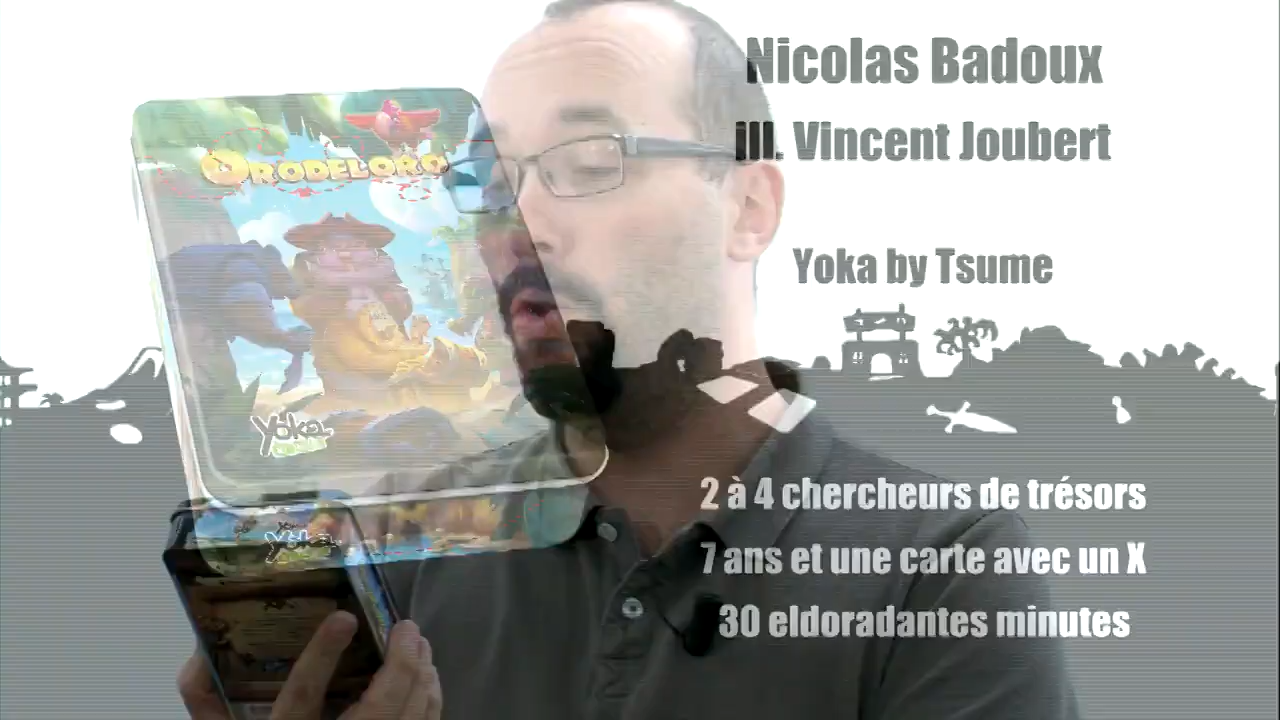 Nicolas Badoux
ill. Vincent Joubert
ORODELORO
Yoka by Tsume
Yoka
Yoka
2 à 4 chercheurs de trésors
7 ans et une carte avec un X
30 eldoradantes minutes